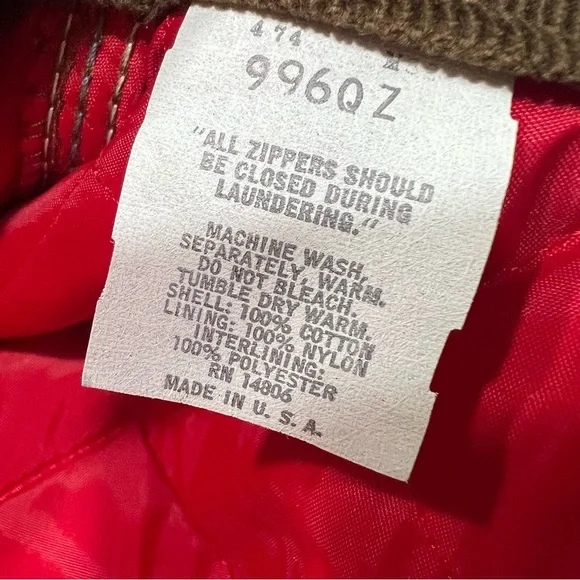 474
996QZ
"ALL ZIPPERS SHOULD
BE CLOSED DURING
LAUNDERING."
MACHINE WASH,
SEPARATELY, WARM.
DO NOT BLEACH.
TUMBLE DRY WARM.
SHELL: 100% COTTON
LINING: 100% NYLON
INTERLINING:
100% POLYESTER
RN 14806
MADE IN U. S. A.